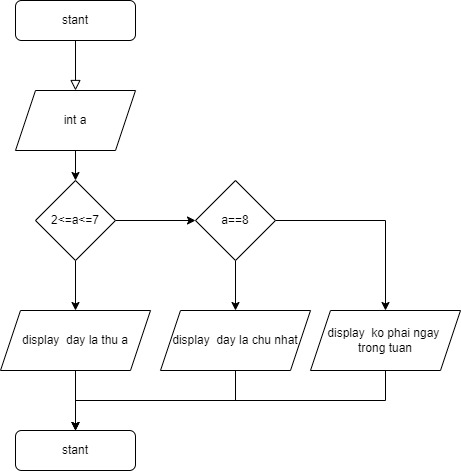 stant
int a
2<=a<=7
a==8
display  day la thu a
display  day la chu nhat
display  ko phai ngay
trong tuan
stant